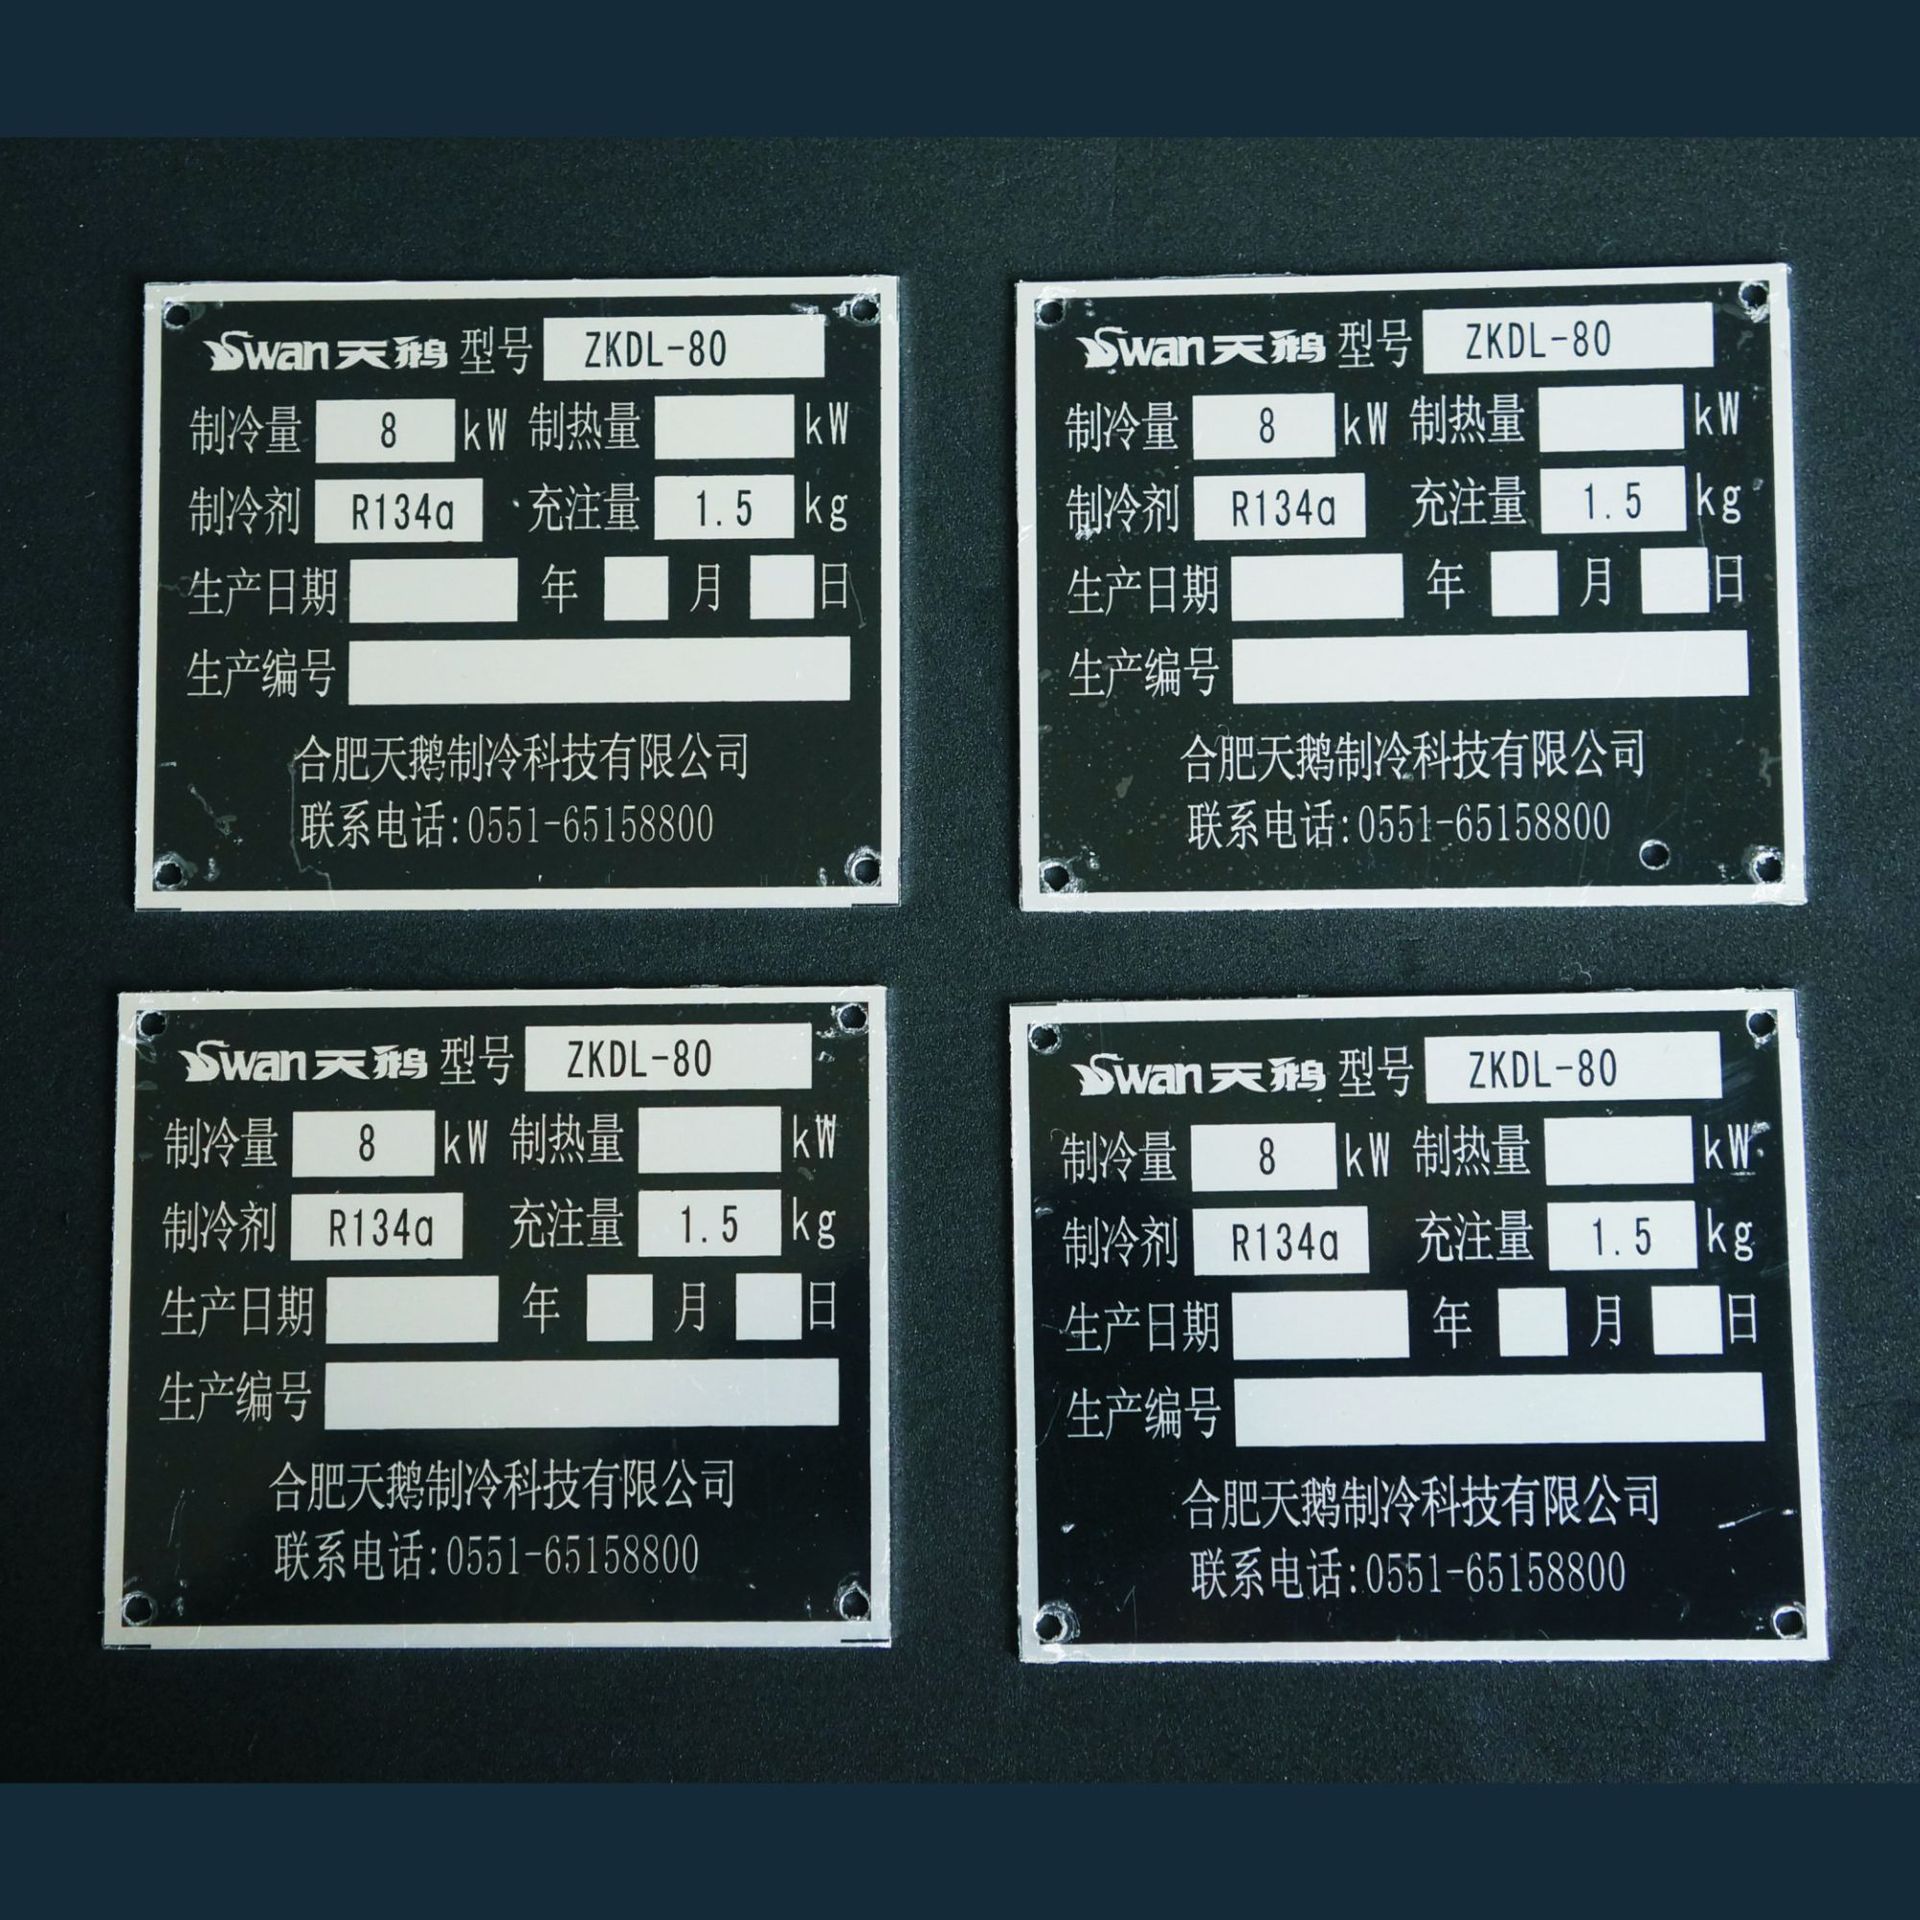 Swan天鹅 型号 ZKDL-80
制冷量 8 kW 制热量 kW
制冷剂 R134a 充注量 1.5 kg
生产日期 年 月 日
生产编号
合肥天鹅制冷科技有限公司
联系电话:0551-65158800
Swan天鹅 型号 ZKDL-80
制冷量 8 kW 制热量 kW
制冷剂 R134a 充注量 1.5 kg
生产日期 年 月 日
生产编号
合肥天鹅制冷科技有限公司
联系电话:0551-65158800
Swan天鹅 型号 ZKDL-80
制冷量 8 kW 制热量 kW
制冷剂 R134a 充注量 1.5 kg
生产日期 年 月 日
生产编号
合肥天鹅制冷科技有限公司
联系电话:0551-65158800
Swan天鹅 型号 ZKDL-80
制冷量 8 kW 制热量 kW
制冷剂 R134a 充注量 1.5 kg
生产日期 年 月 日
生产编号
合肥天鹅制冷科技有限公司
联系电话:0551-65158800